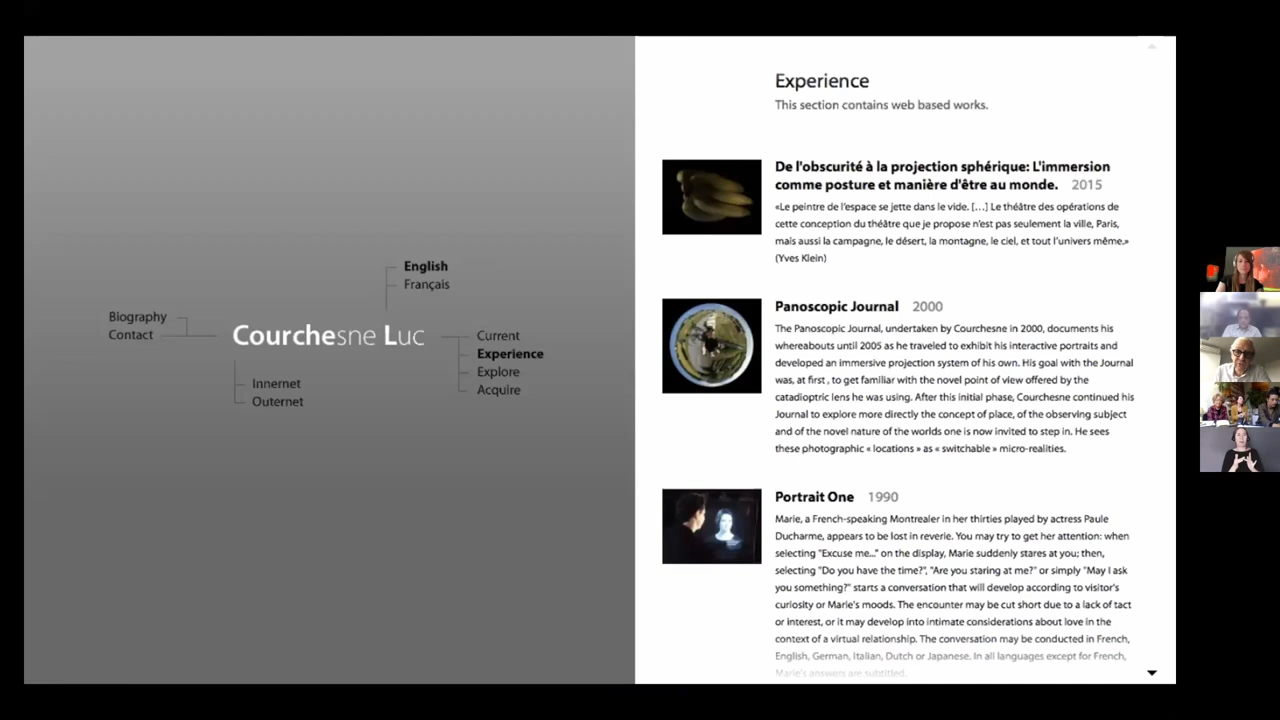 English
Français
Biography
Contact
Courchesne Luc
Current
Experience
Explore
Acquire
Innernet
Outernet
Experience
This section contains web based works.
De l'obscurité à la projection sphérique: L'immersion
comme posture et manière d'être au monde. 2015
«Le peintre de l'espace se jette dans le vide. [...] Le théâtre des opérations de
cette conception du théâtre que je propose n'est pas seulement la ville, Paris,
mais aussi la campagne, le désert, la montagne, le ciel, et tout l'univers même.»
(Yves Klein)
Panoscopic Journal 2000
The Panoscopic Journal, undertaken by Courchesne in 2000, documents his
whereabouts until 2005 as he traveled to exhibit his interactive portraits and
developed an immersive projection system of his own. His goal with the Journal
was, at first , to get familiar with the novel point of view offered by the
catadioptric lens he was using. After this initial phase, Courchesne continued his
Journal to explore more directly the concept of place, of the observing subject
and of the novel nature of the worlds one is now invited to step in. He sees
these photographic « locations » as « switchable » micro-realities.
Portrait One 1990
Marie, a French-speaking Montrealer in her thirties played by actress Paule
Ducharme, appears to be lost in reverie. You may try to get her attention: when
selecting "Excuse me..." on the display, Marie suddenly stares at you; then,
selecting "Do you have the time?", "Are you staring at me?" or simply "May I ask
you something?" starts a conversation that will develop according to visitor's
curiosity or Marie's moods. The encounter may be cut short due to a lack of tact
or interest, or it may develop into intimate considerations about love in the
context of a virtual relationship. The conversation may be conducted in French,
English, German, Italian, Dutch or Japanese. In all languages except for French,
Marie's answers are subtitled.